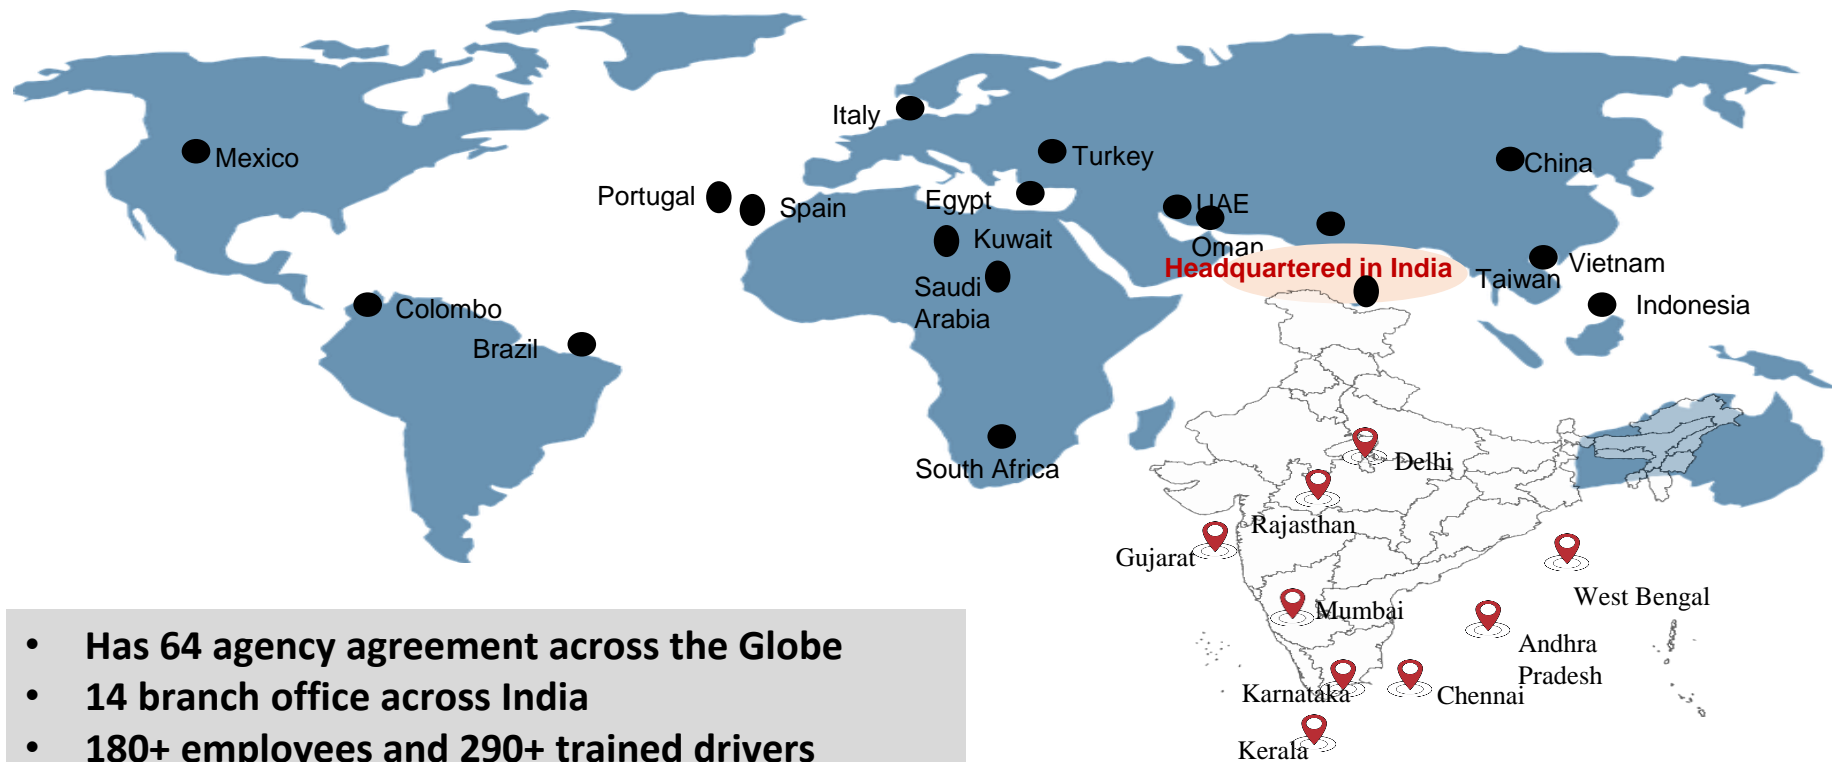 Italy
Mexico
Turkey
China
Portugal
Spain
Egypt
UAE
Kuwait
Oman
Headquartered in India
Vietnam
Taiwan
Saudi
Arabia
Colombo
Indonesia
Brazil
South Africa
Delhi
Rajasthan
Gujarat
West Bengal
Mumbai
Andhra
Pradesh
Karnataka
Chennai
Kerala
• Has 64 agency agreement across the Globe
• 14 branch office across India
• 180+ employees and 290+ trained drivers